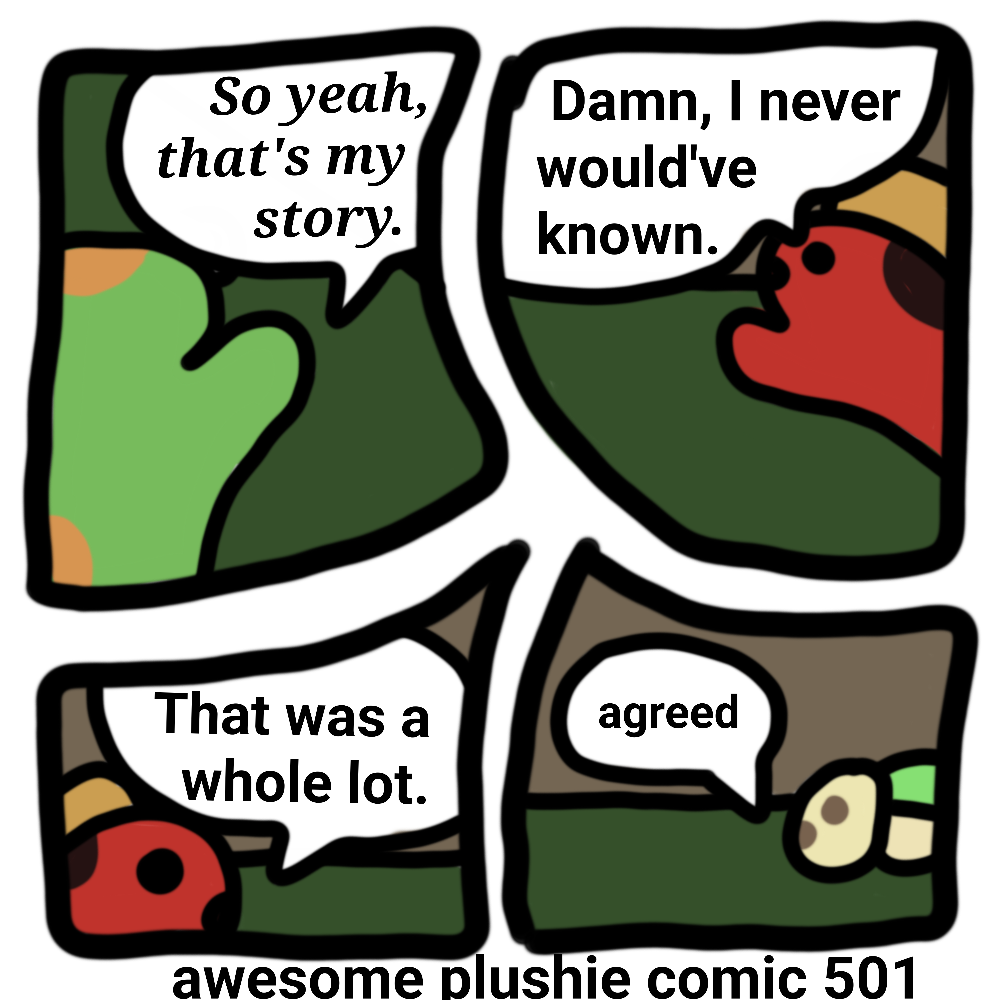 So yeah,
that's my
story.
Damn, I never
would've
known.
That was a
whole lot.
agreed
awesome plushie comic 501